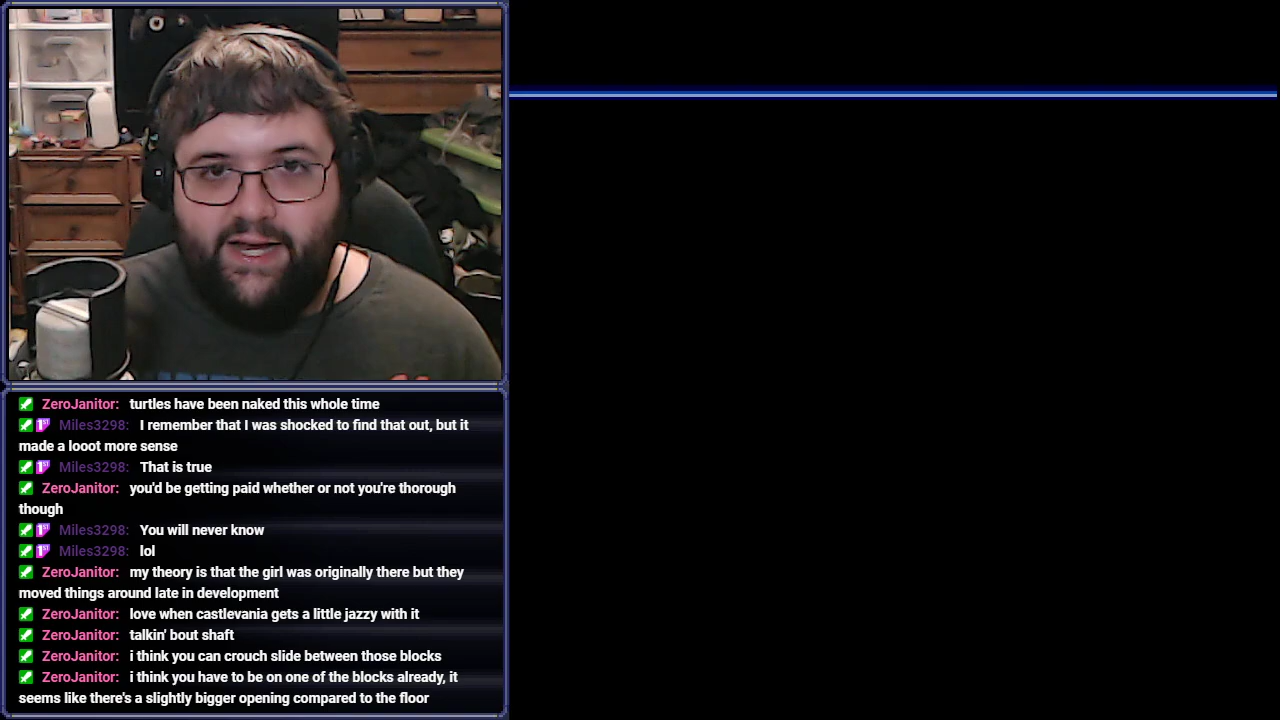 ZeroJanitor: turtles have been naked this whole time
Miles3298: I remember that I was shocked to find that out, but it
made a looot more sense
Miles3298: That is true
ZeroJanitor: you'd be getting paid whether or not you're thorough
though
Miles3298: You will never know
Miles3298: lol
ZeroJanitor: my theory is that the girl was originally there but they
moved things around late in development
ZeroJanitor: love when castlevania gets a little jazzy with it
ZeroJanitor: talkin' bout shaft
ZeroJanitor: i think you can crouch slide between those blocks
ZeroJanitor: i think you have to be on one of the blocks already, it
seems like there's a slightly bigger opening compared to the floor